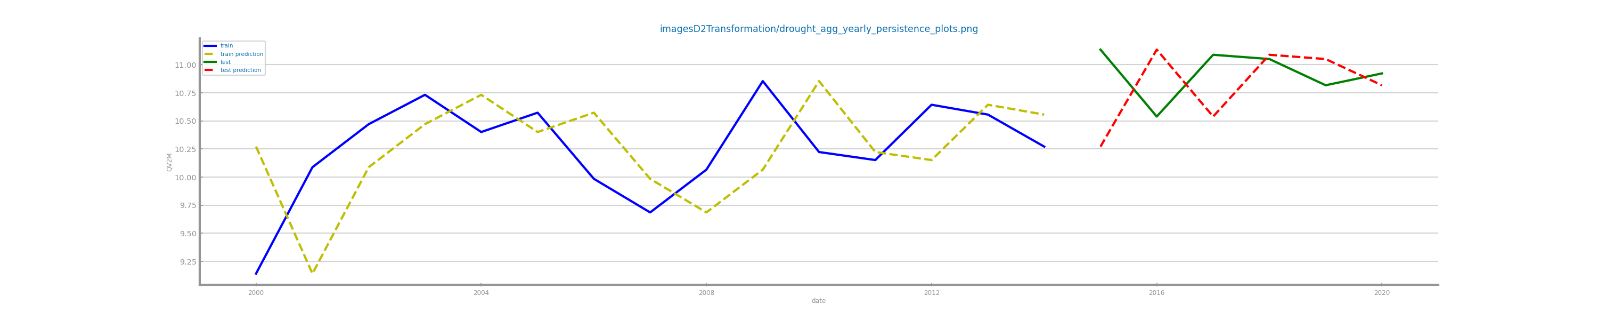 imagesD2Transformation/drought_agg_yearly_persistence_plots.png
train
train prediction
test
test prediction
11.00
10.75
10.50
10.25
10.00
9.75
9.50
9.25
QV2M
2000
2004
2008
2012
2016
2020
date